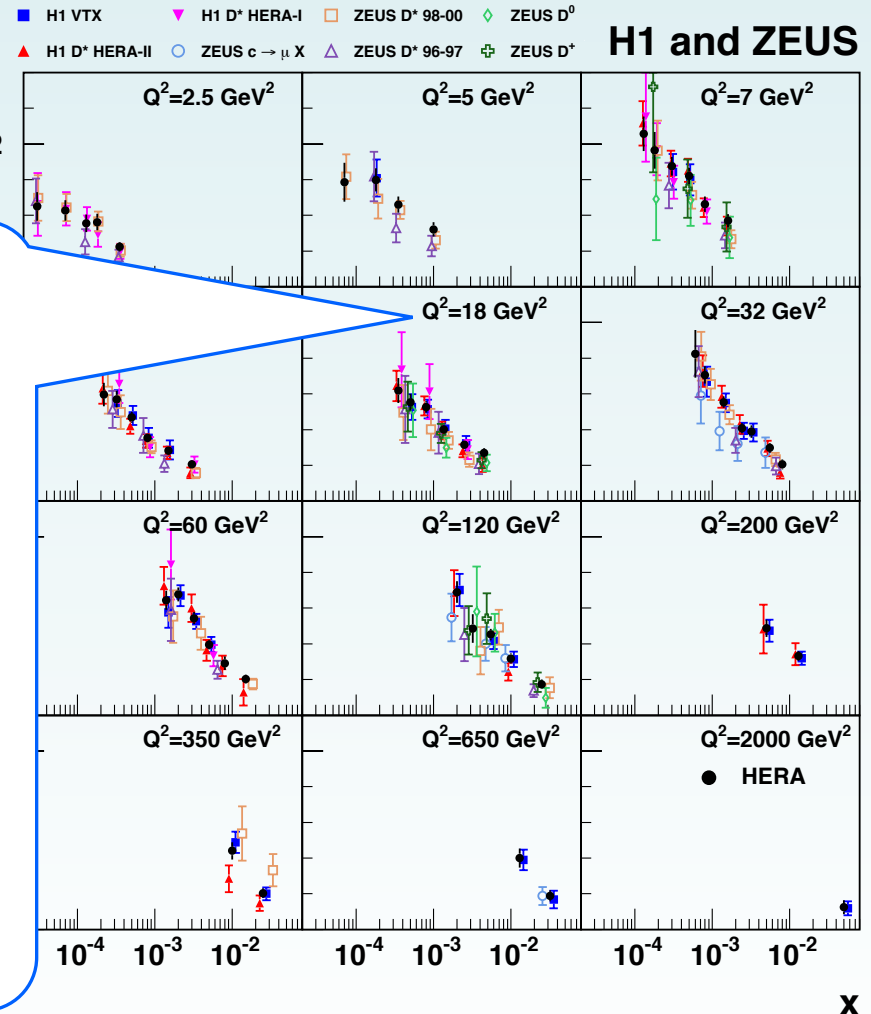 H1 VTX H1 D* HERA-I ZEUS D* 98-00 ZEUS D⁰
H1 D* HERA-II ZEUS c → μ X ZEUS D* 96-97 ZEUS D⁺
H1 and ZEUS
Q²=2.5 GeV² Q²=5 GeV² Q²=7 GeV²
Q²=18 GeV² Q²=32 GeV²
Q²=60 GeV² Q²=120 GeV² Q²=200 GeV²
Q²=350 GeV² Q²=650 GeV² Q²=2000 GeV²
HERA
10⁻⁴ 10⁻³ 10⁻² 10⁻⁴ 10⁻³ 10⁻² 10⁻⁴ 10⁻³ 10⁻²
x